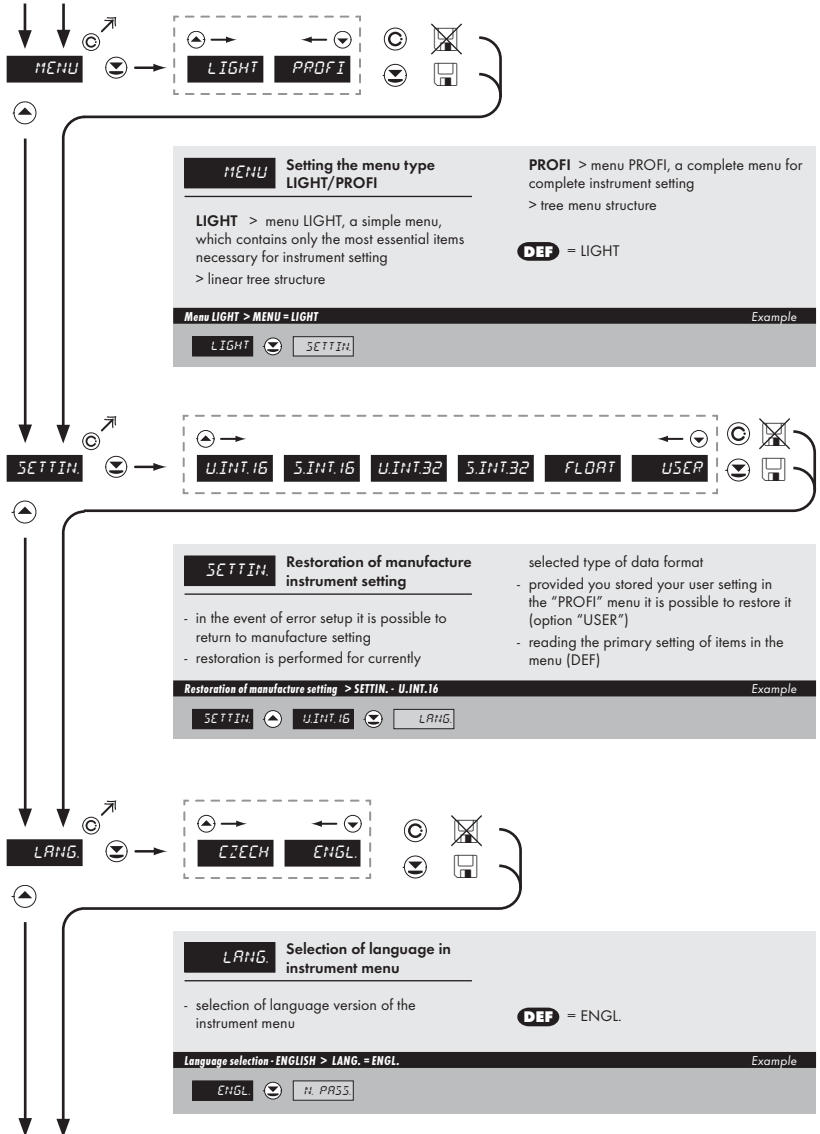 MENU
LIGHT PROFI
MENU
Setting the menu type
LIGHT/PROFI
LIGHT > menu LIGHT, a simple menu,
which contains only the most essential items
necessary for instrument setting
> linear tree structure
PROFI > menu PROFI, a complete menu for
complete instrument setting
> tree menu structure
DEF = LIGHT
Menu LIGHT > MENU = LIGHT Example
LIGHT SETTIN.
SETTIN.
U.INT.16 S.INT.16 U.INT.32 S.INT.32 FLOAT USER
SETTIN.
Restoration of manufacture
instrument setting
- in the event of error setup it is possible to
return to manufacture setting
- restoration is performed for currently
selected type of data format
- provided you stored your user setting in
the “PROFI” menu it is possible to restore it
(option “USER”)
- reading the primary setting of items in the
menu (DEF)
Restoration of manufacture setting > SETTIN. - U.INT.16 Example
SETTIN. U.INT.16 LANG.
LANG.
CZECH ENGL.
LANG.
Selection of language in
instrument menu
- selection of language version of the
instrument menu
DEF = ENGL.
Language selection - ENGLISH > LANG. = ENGL. Example
ENGL. N. PASS.